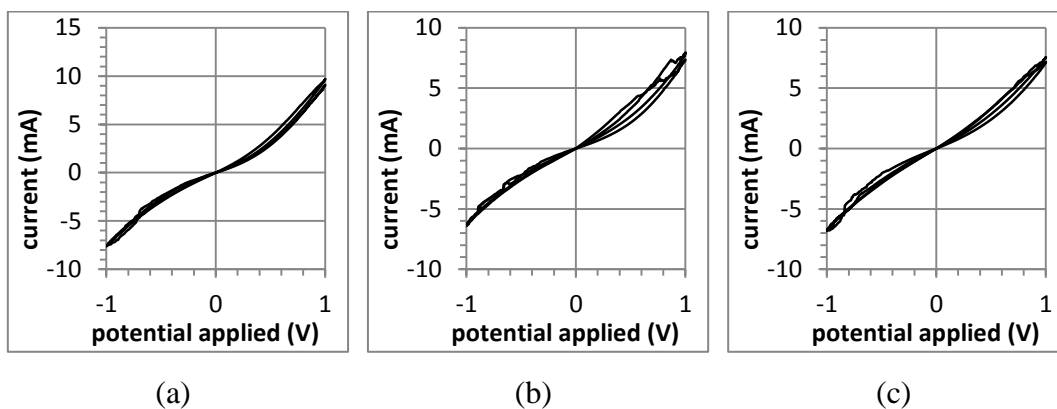 15
10
5
0
-5
-10
current (mA)
-1 0 1
potential applied (V)
(a)
10
5
0
-5
-10
current (mA)
-1 0 1
potential applied (V)
(b)
10
5
0
-5
-10
current (mA)
-1 0 1
potential applied (V)
(c)